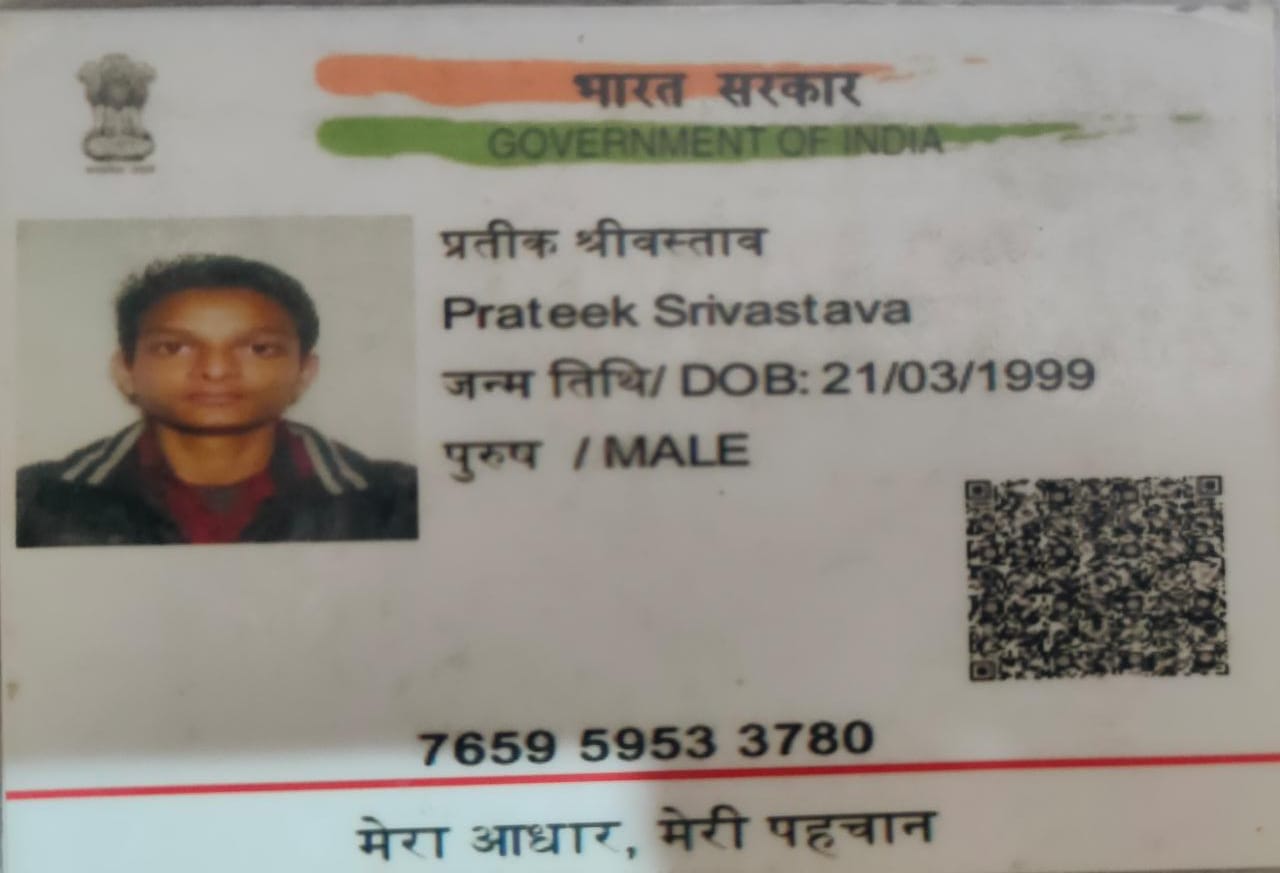 भारत सरकार
GOVERNMENT OF INDIA
प्रतीक श्रीवस्ताव
Prateek Srivastava
जन्म तिथि/ DOB: 21/03/1999
पुरुष / MALE
7659 5953 3780
मेरा आधार, मेरी पहचान